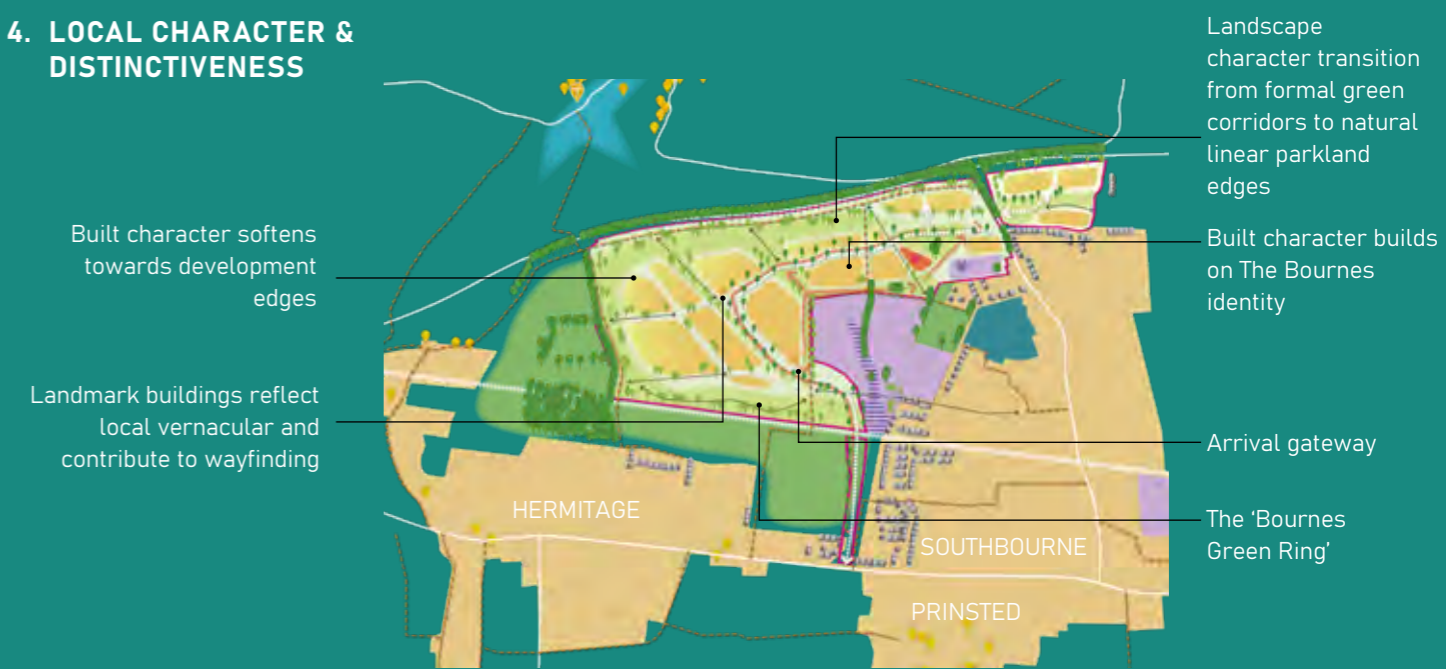 4. LOCAL CHARACTER &
DISTINCTIVENESS
Built character softens
towards development
edges
Landmark buildings reflect
local vernacular and
contribute to wayfinding
Landscape
character transition
from formal green
corridors to natural
linear parkland
edges
Built character builds
on The Bournes
identity
Arrival gateway
The ‘Bournes
Green Ring’
HERMITAGE
SOUTHBOURNE
PRINSTED